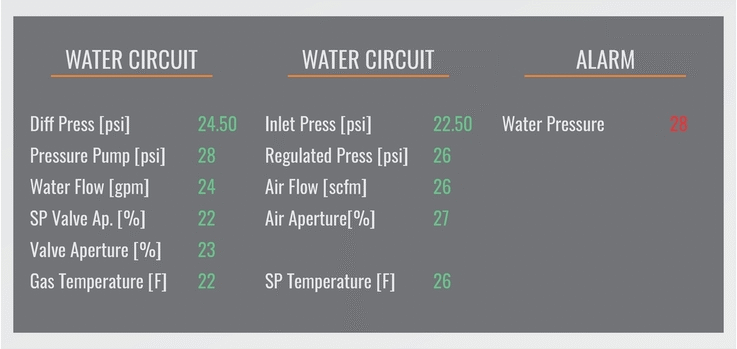 WATER CIRCUIT WATER CIRCUIT ALARM
Diff Press [psi] 24.50 Inlet Press [psi] 22.50 Water Pressure 28
Pressure Pump [psi] 28 Regulated Press [psi] 26
Water Flow [gpm] 24 Air Flow [scfm] 26
SP Valve Ap. [%] 22 Air Aperture[%] 27
Valve Aperture [%] 23
Gas Temperature [F] 22 SP Temperature [F] 26